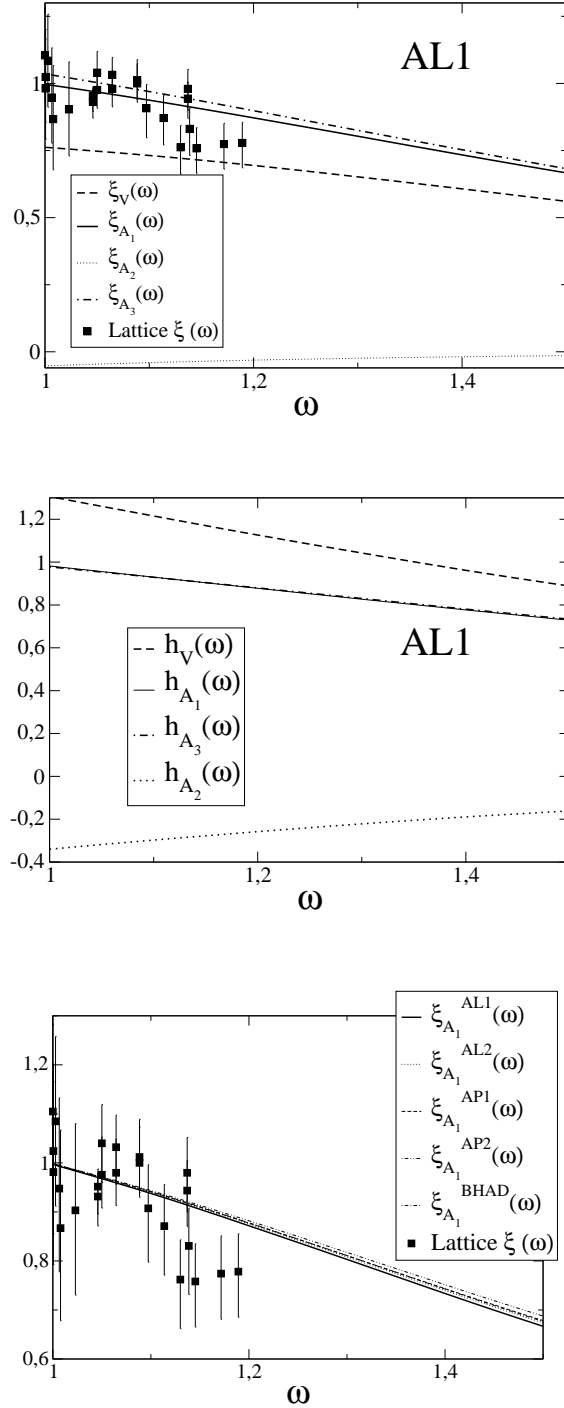 AL1
1
0,5
0
ξ_V(ω)
ξ_A₁(ω)
ξ_A₂(ω)
ξ_A₃(ω)
Lattice ξ (ω)
1 1,2 1,4
ω
1,2
1
0,8
0,6
0,4
0,2
0
-0,2
-0,4
AL1
h_V(ω)
h_A₁(ω)
h_A₃(ω)
h_A₂(ω)
1 1,2 1,4
ω
ξ_A₁^AL1(ω)
ξ_A₁^AL2(ω)
ξ_A₁^AP1(ω)
ξ_A₁^AP2(ω)
ξ_A₁^BHAD(ω)
Lattice ξ (ω)
1,2
1
0,8
0,6
1 1,2 1,4
ω